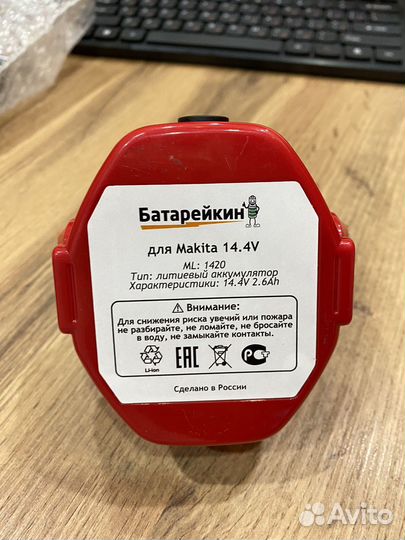 Батарейкин
для Makita 14.4V
ML: 1420
Тип: литиевый аккумулятор
Характеристики: 14.4V 2.6Ah
Внимание:
Для снижения риска увечий или пожара
не разбирайте, не ломайте, не бросайте
в воду, не замыкайте контакты.
Li-ion
EAC
РС
Сделано в России
Avito